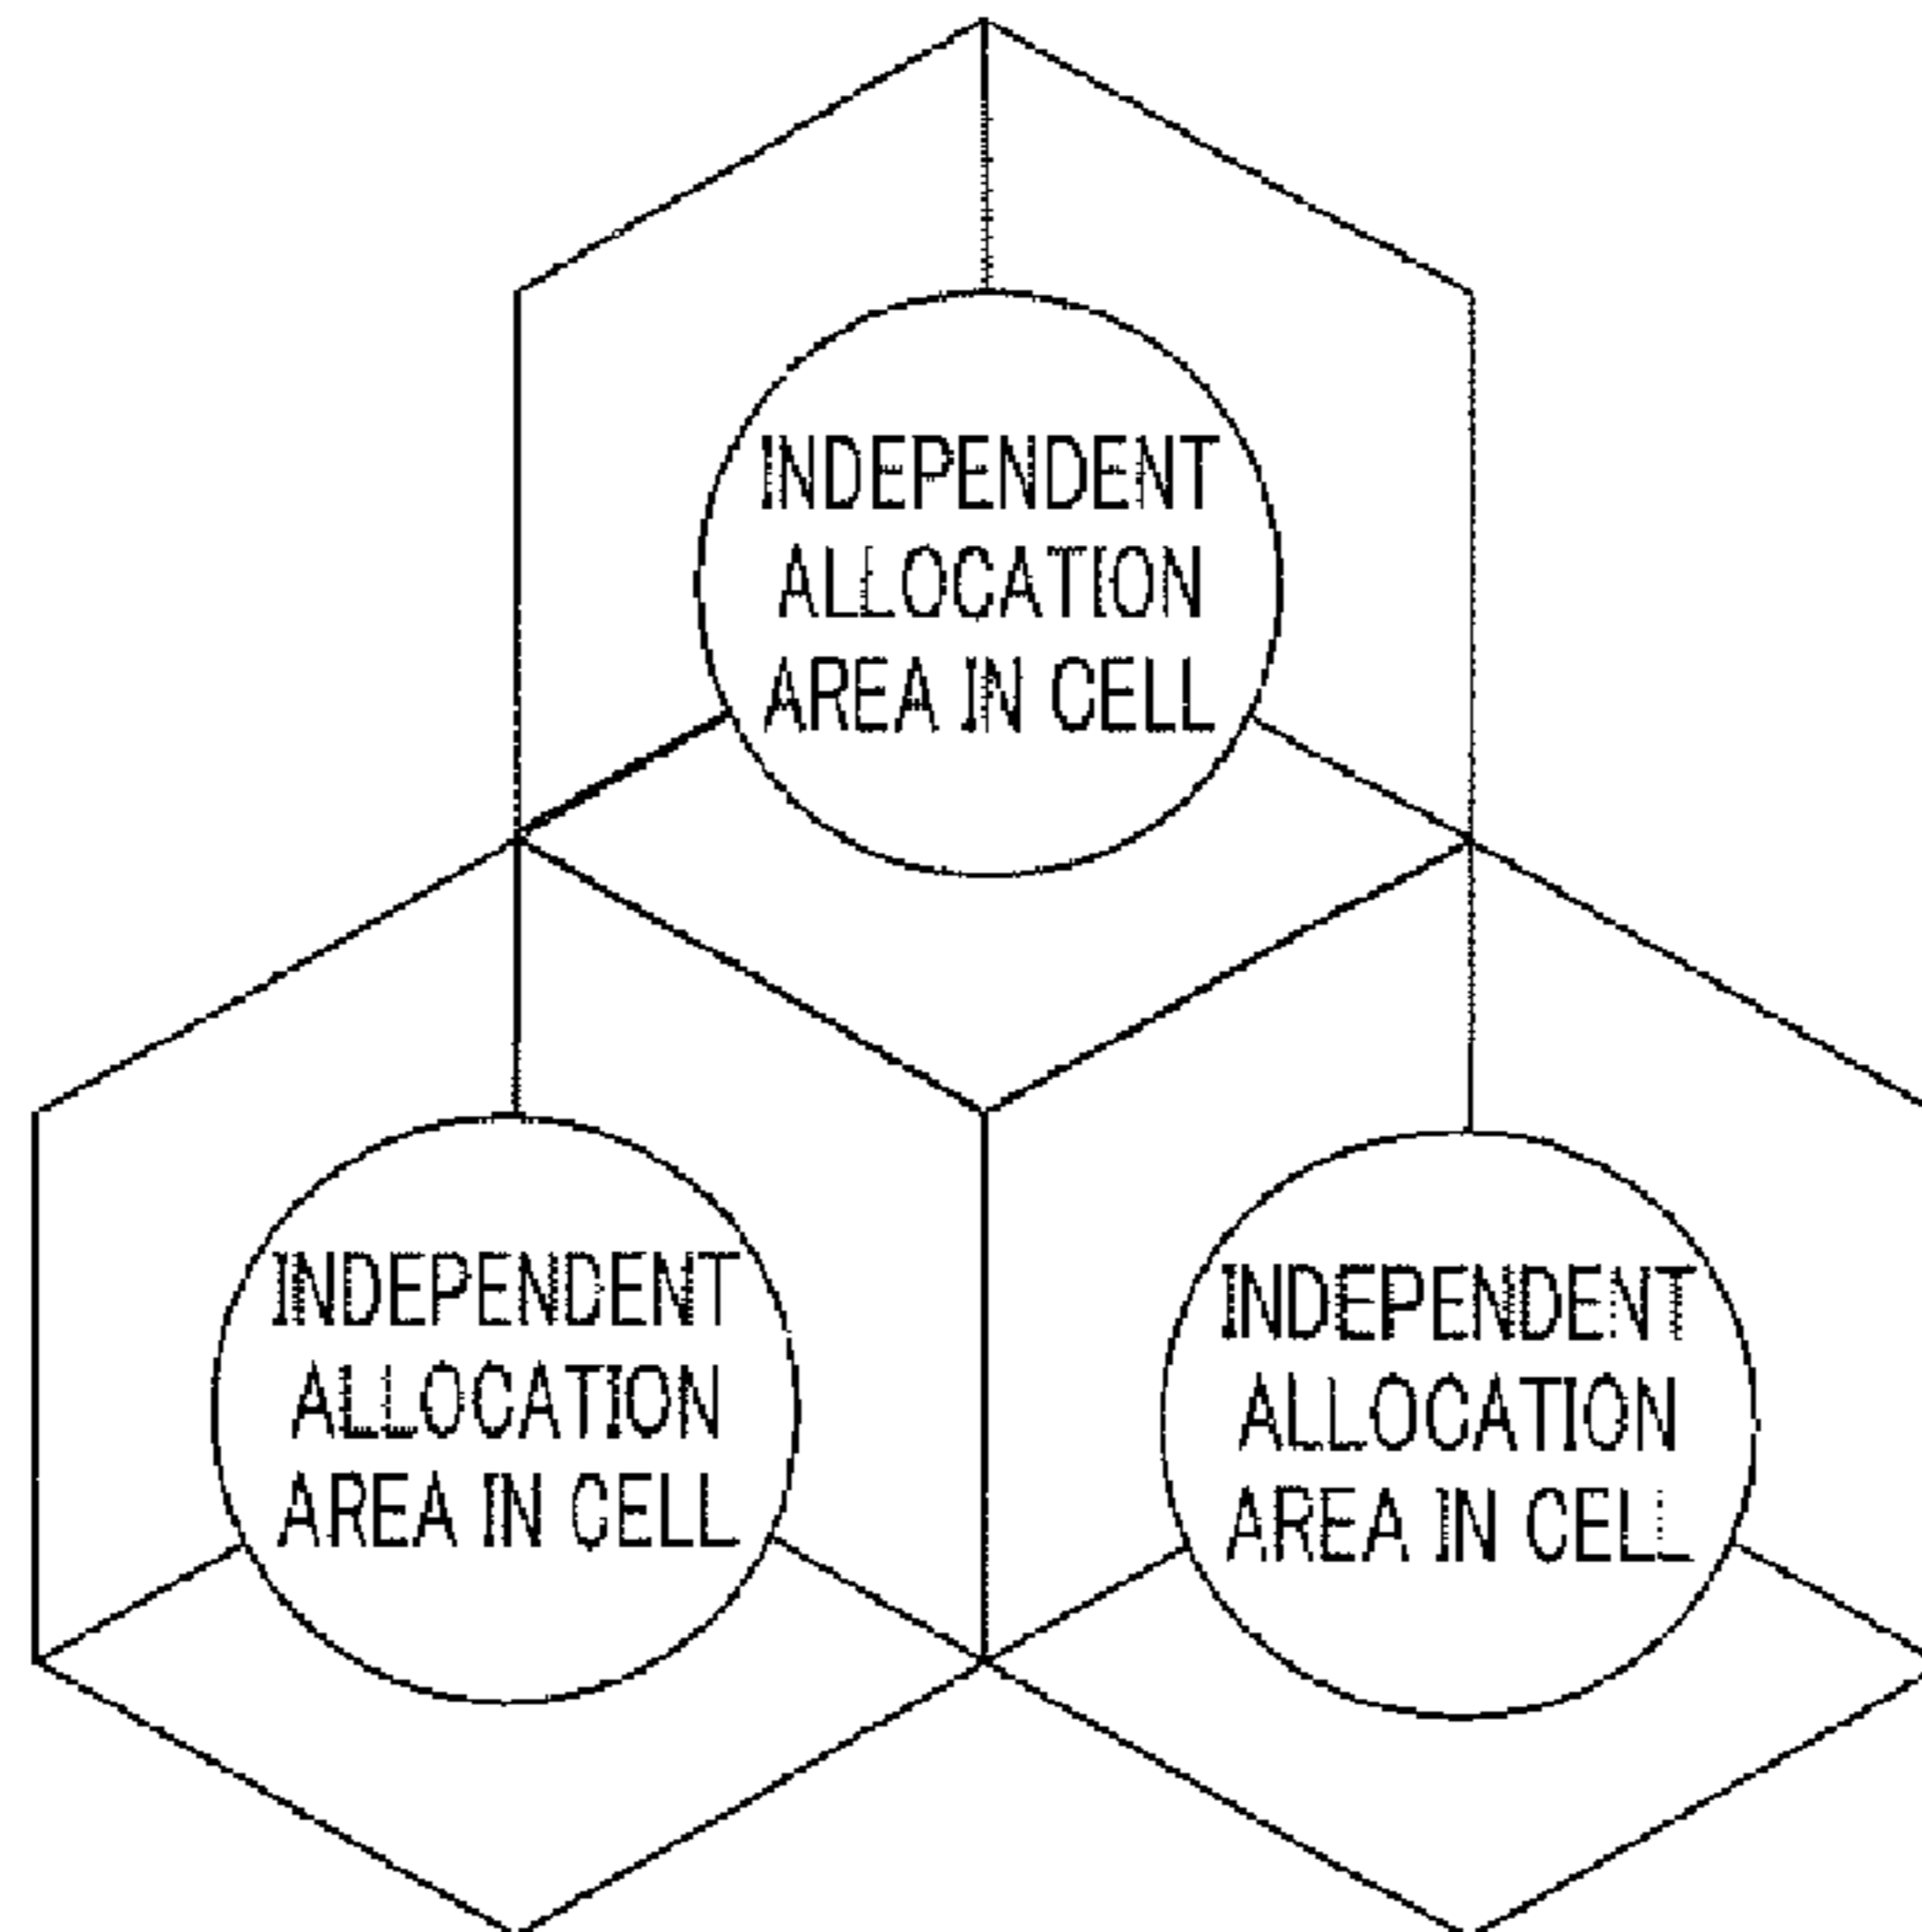 INDEPENDENT
ALLOCATION
AREA IN CELL
INDEPENDENT
ALLOCATION
AREA IN CELL
INDEPENDENT
ALLOCATION
AREA IN CELL